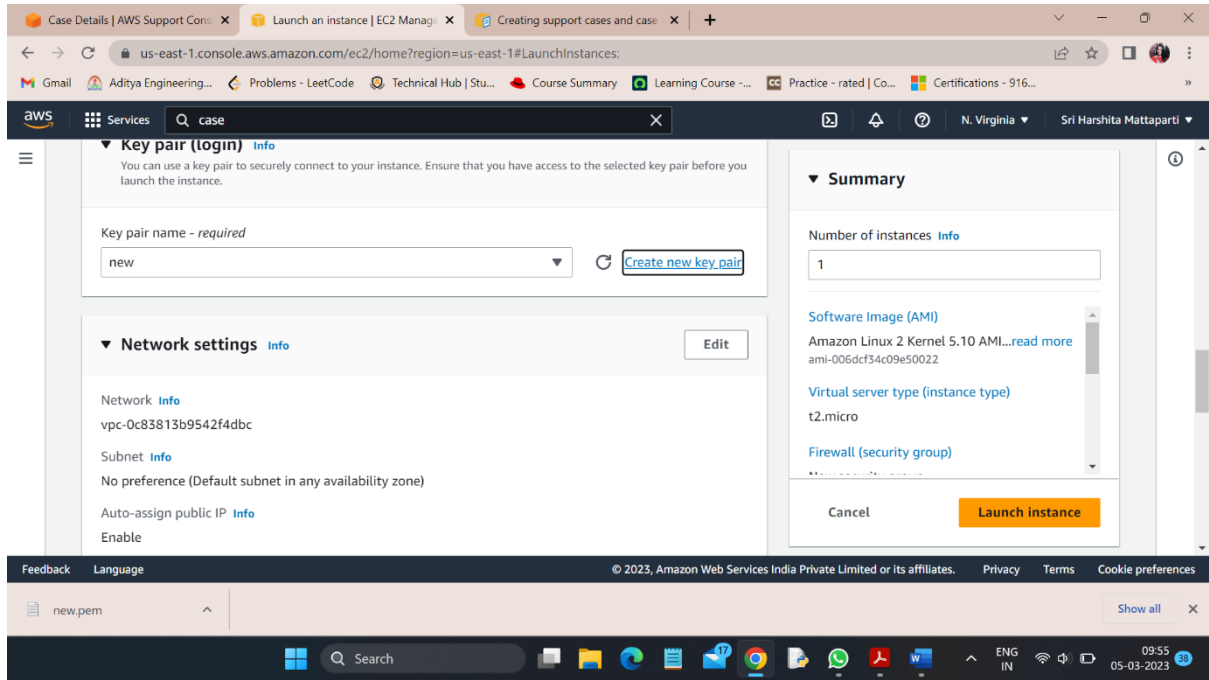 Case Details | AWS Support Cons
Launch an instance | EC2 Manage
Creating support cases and case
us-east-1.console.aws.amazon.com/ec2/home?region=us-east-1#LaunchInstances:
Gmail
Aditya Engineering...
Problems - LeetCode
Technical Hub | Stu...
Course Summary
Learning Course -...
Practice - rated | Co...
Certifications - 916...
»
aws
Services
case
N. Virginia ▼
Sri Harshita Mattaparti ▼
▼ Key pair (login) Info
You can use a key pair to securely connect to your instance. Ensure that you have access to the selected key pair before you
launch the instance.
Key pair name - required
new
Create new key pair
▼ Network settings Info
Edit
Network Info
vpc-0c83813b9542f4dbc
Subnet Info
No preference (Default subnet in any availability zone)
Auto-assign public IP Info
Enable
▼ Summary
Number of instances Info
1
Software Image (AMI)
Amazon Linux 2 Kernel 5.10 AMI...read more
ami-006dcf34c09e50022
Virtual server type (instance type)
t2.micro
Firewall (security group)
Cancel
Launch instance
Feedback
Language
© 2023, Amazon Web Services India Private Limited or its affiliates.
Privacy
Terms
Cookie preferences
new.pem
Show all
Search
17
ENG
IN
09:55
05-03-2023
38